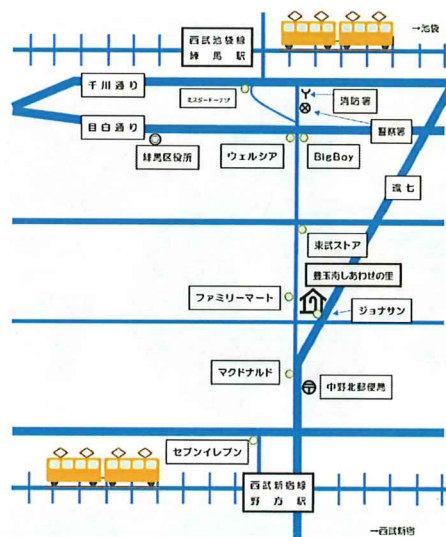 西武池袋線
練馬駅
→池袋
千川通り
ミスタードーナツ
消防署
目白通り
警察署
練馬区役所
ウェルシア
BigBoy
環七
東武ストア
豊玉南しあわせの里
ファミリーマート
ジョナサン
マクドナルド
中野北郵便局
セブンイレブン
西武新宿線
野方駅
→西武新宿